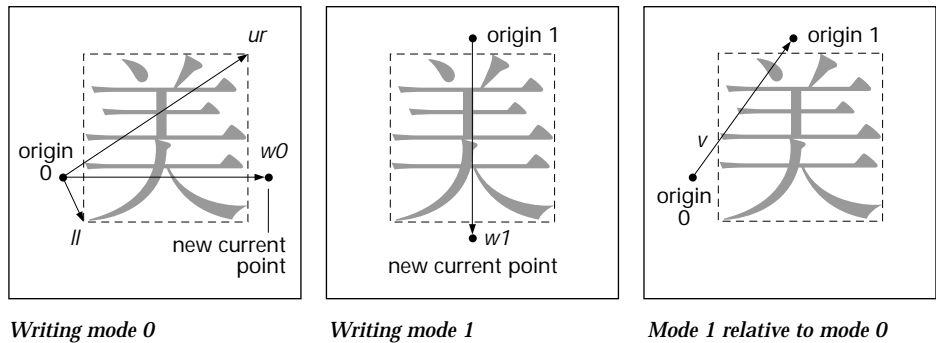 ur
美
origin
0
w0
ll
new current
point
Writing mode 0
origin 1
美
w1
new current point
Writing mode 1
origin 1
美
v
origin
0
Mode 1 relative to mode 0